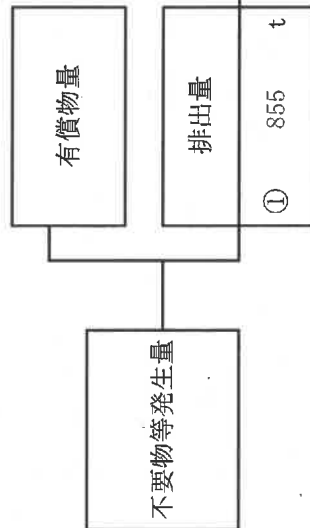 不要物等発生量
有償物量
排出量
① 855 t